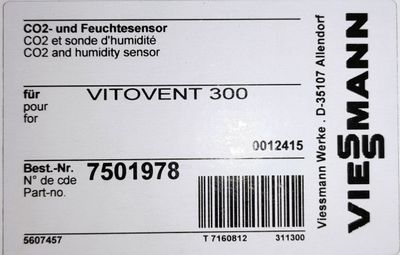 CO2- und Feuchtesensor
CO2 et sonde d'humidité
CO2 and humidity sensor
für VITOVENT 300
pour
for
0012415
Best.-Nr. 7501978
N° de cde
Part-no.
5607457 T 7160812 311300
Viessmann Werke . D-35107 Allendorf
VIESSMANN